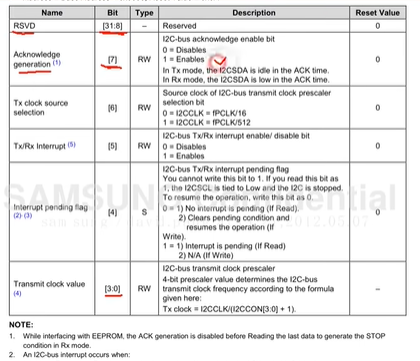 Name Bit Type Description Reset Value
RSVD [31:8] – Reserved 0
Acknowledge generation (1) [7] RW I2C-bus acknowledge enable bit
0 = Disables
1 = Enables
In Tx mode, the I2CSDA is idle in the ACK time.
In Rx mode, the I2CSDA is low in the ACK time. 0
Tx clock source selection [6] RW Source clock of I2C-bus transmit clock prescaler
selection bit
0 = I2CCLK = fPCLK/16
1 = I2CCLK = fPCLK/512 0
Tx/Rx Interrupt (5) [5] RW I2C-bus Tx/Rx interrupt enable/ disable bit
0 = Disables
1 = Enables 0
Interrupt pending flag
(2) (3) [4] S I2C-bus Tx/Rx interrupt pending flag
You cannot write this bit to 1. If you read this bit as
1, the I2CSCL is tied to Low and the I2C is stopped.
To resume the operation, write this bit as 0.
0 = 1) No interrupt is pending (If Read).
2) Clears pending condition and
resumes the operation (If
Write).
1 = 1) Interrupt is pending (If Read)
2) N/A (If Write) 0
Transmit clock value
(4) [3:0] RW I2C-bus transmit clock prescaler
4-bit prescaler value determines the I2C-bus
transmit clock frequency according to the formula
given here:
Tx clock = I2CCLK/(I2CCON[3:0] + 1). –
NOTE:
1. While interfacing with EEPROM, the ACK generation is disabled before Reading the last data to generate the STOP
condition in Rx mode.
2. An I2C-bus interrupt occurs when: